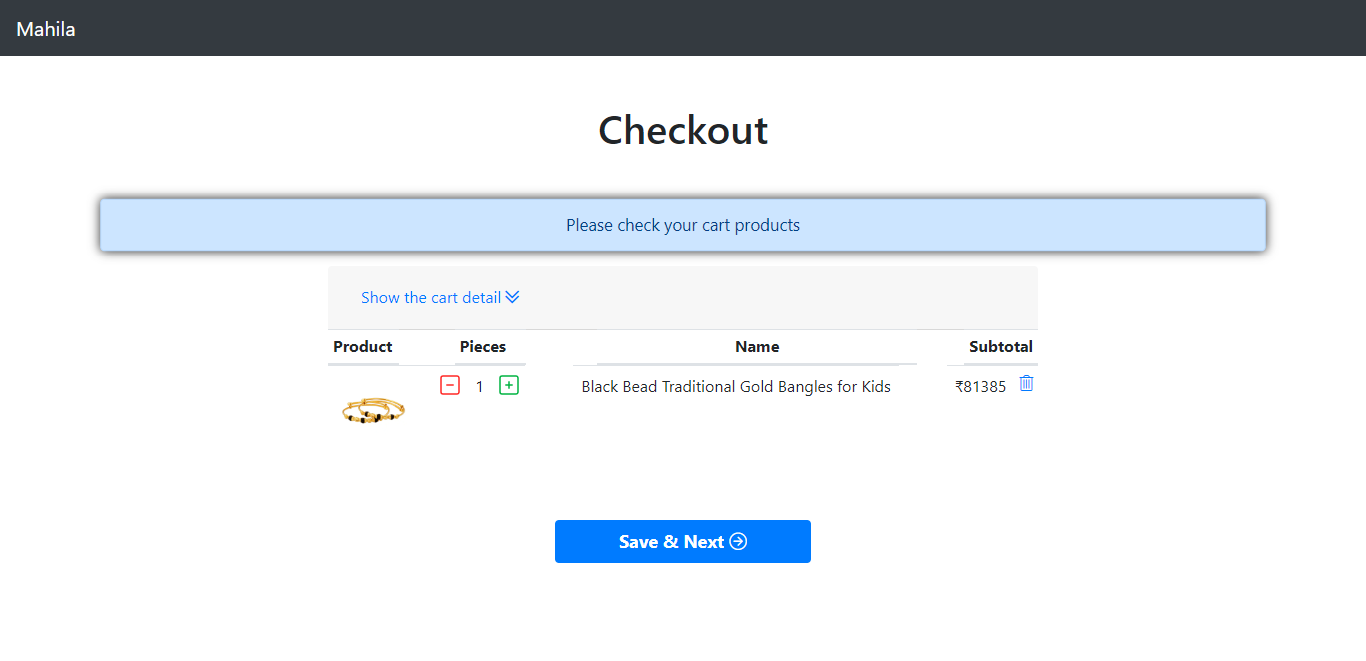 Mahila
Checkout
Please check your cart products
Show the cart detail
Product Pieces Name Subtotal
1 Black Bead Traditional Gold Bangles for Kids ₹81385
Save & Next